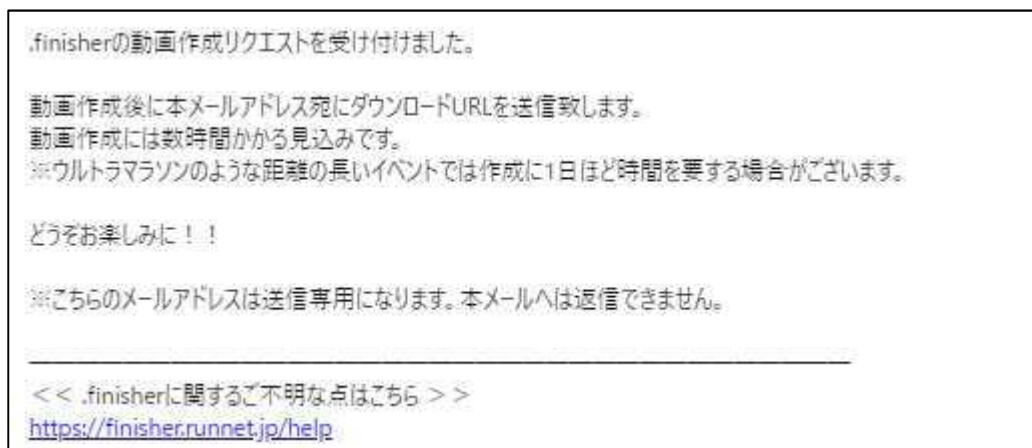 .finisherの動画作成リクエストを受け付けました。
動画作成後に本メールアドレス宛にダウンロードURLを送信致します。
動画作成には数時間かかる見込みです。
※ウルトラマラソンのような距離の長いイベントでは作成に1日ほど時間を要する場合がございます。
どうぞお楽しみに！！
※こちらのメールアドレスは送信専用になります。本メールへは返信できません。
＜＜ .finisherに関するご不明な点はこちら ＞＞
https://finisher.runnet.jp/help